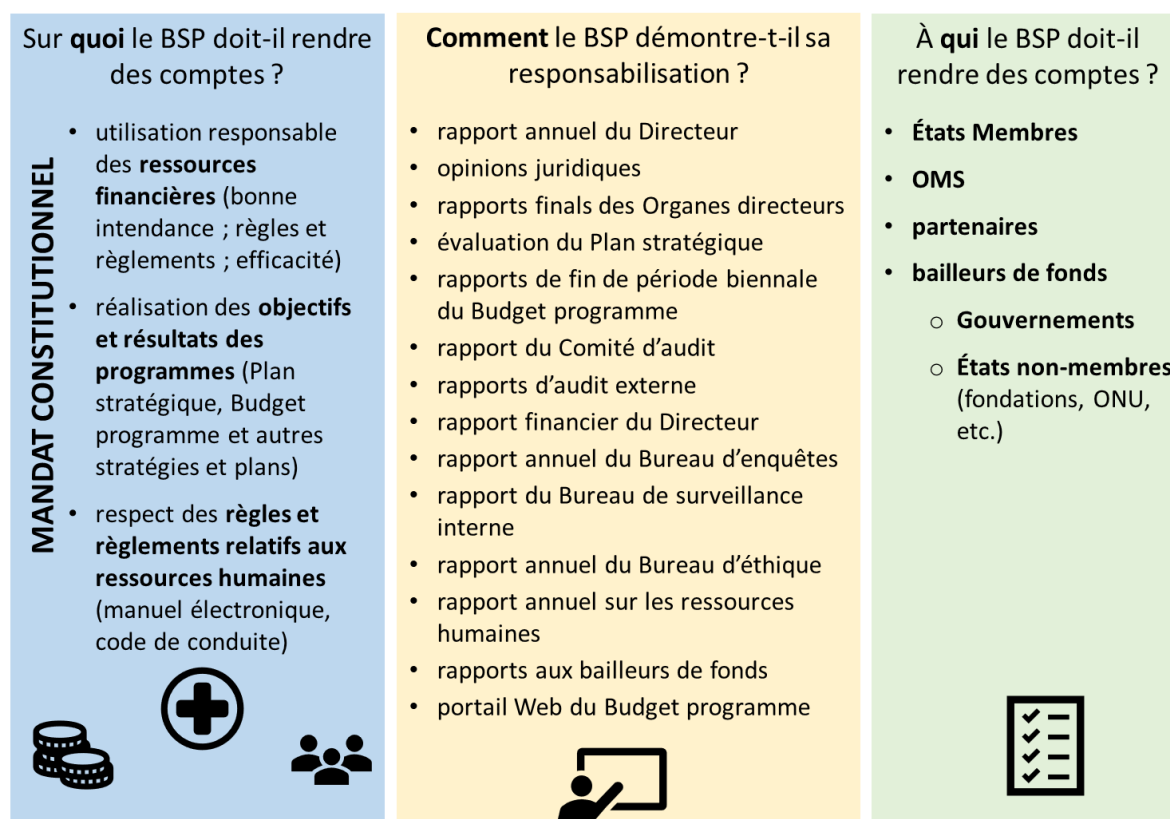 Sur quoi le BSP doit-il rendre
des comptes ?
MANDAT CONSTITUTIONNEL
• utilisation responsable
des ressources
financières (bonne
intendance ; règles et
règlements ; efficacité)
• réalisation des objectifs
et résultats des
programmes (Plan
stratégique, Budget
programme et autres
stratégies et plans)
• respect des règles et
règlements relatifs aux
ressources humaines
(manuel électronique,
code de conduite)
Comment le BSP démontre-t-il sa
responsabilisation ?
• rapport annuel du Directeur
• opinions juridiques
• rapports finals des Organes directeurs
• évaluation du Plan stratégique
• rapports de fin de période biennale
du Budget programme
• rapport du Comité d’audit
• rapports d’audit externe
• rapport financier du Directeur
• rapport annuel du Bureau d’enquêtes
• rapport du Bureau de surveillance
interne
• rapport annuel du Bureau d’éthique
• rapport annuel sur les ressources
humaines
• rapports aux bailleurs de fonds
• portail Web du Budget programme
À qui le BSP doit-il
rendre des comptes ?
• États Membres
• OMS
• partenaires
• bailleurs de fonds
o Gouvernements
o États non-membres
(fondations, ONU,
etc.)